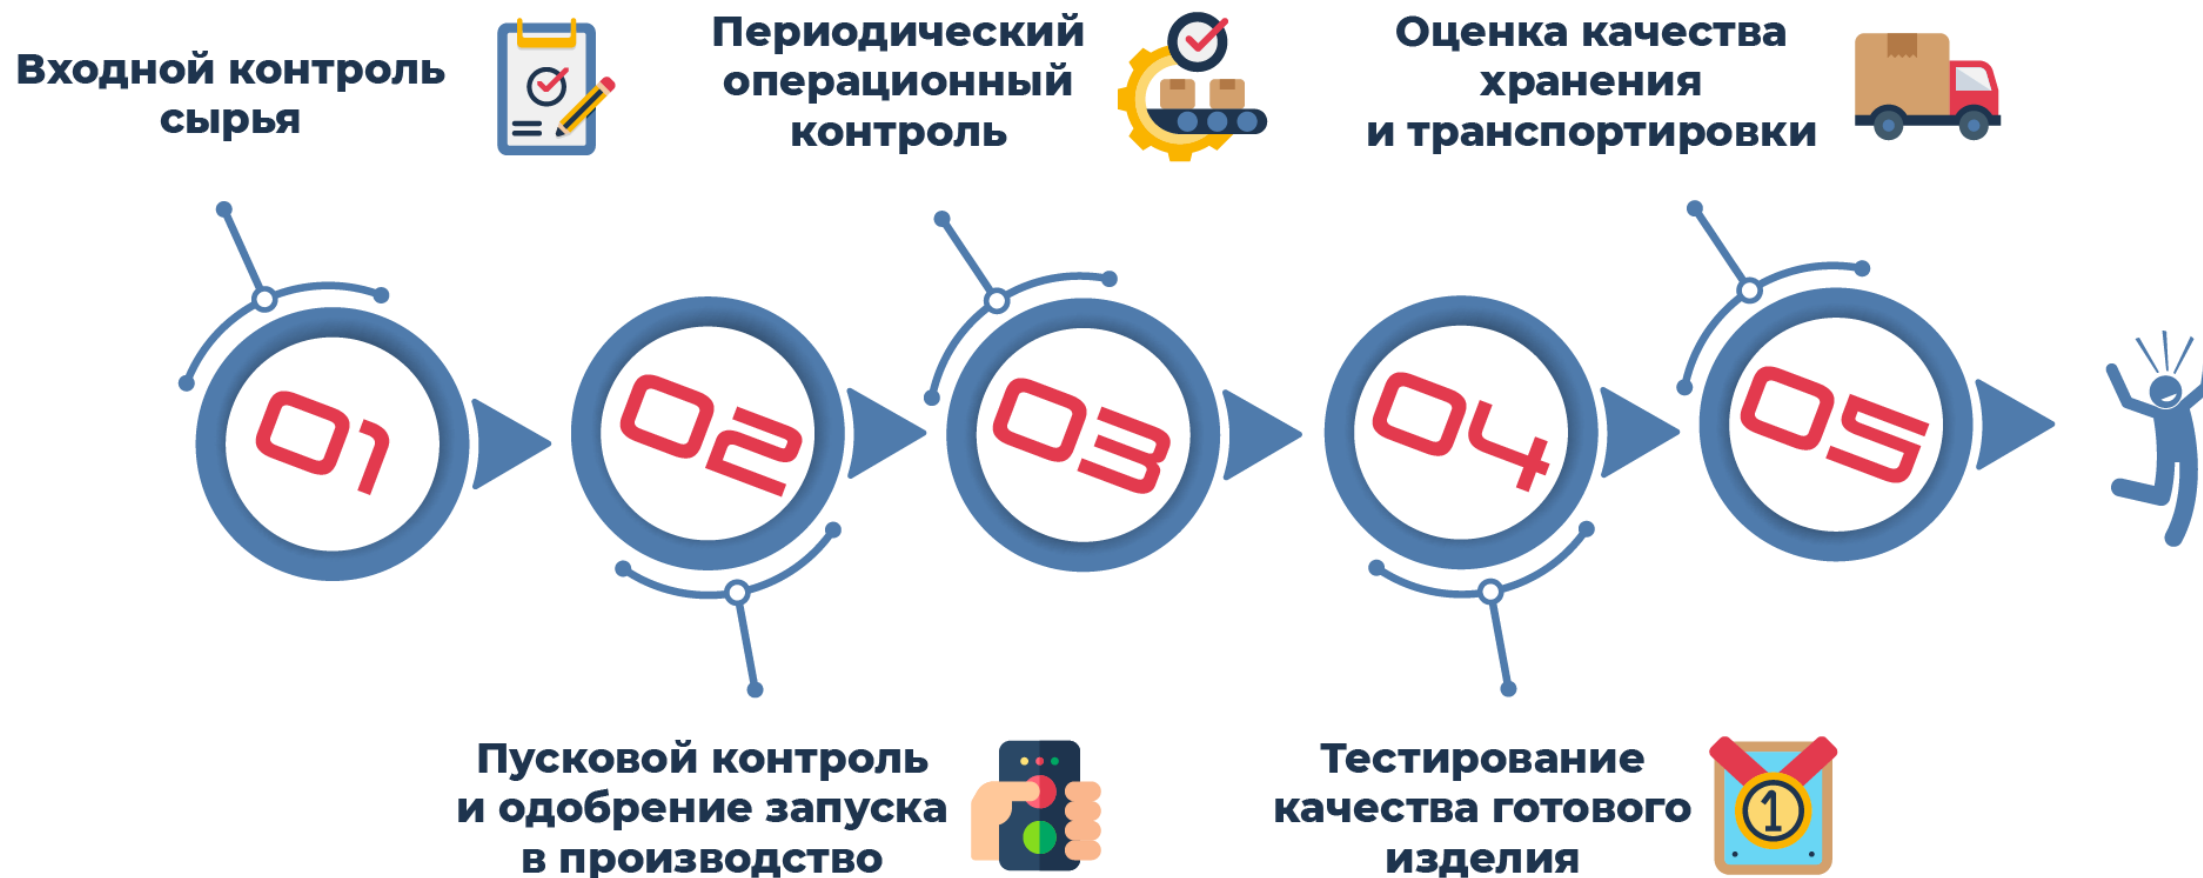 Входной контроль
сырья
Периодический
операционный
контроль
Оценка качества
хранения
и транспортировки
01
02
03
04
05
Пусковой контроль
и одобрение запуска
в производство
Тестирование
качества готового
изделия
1